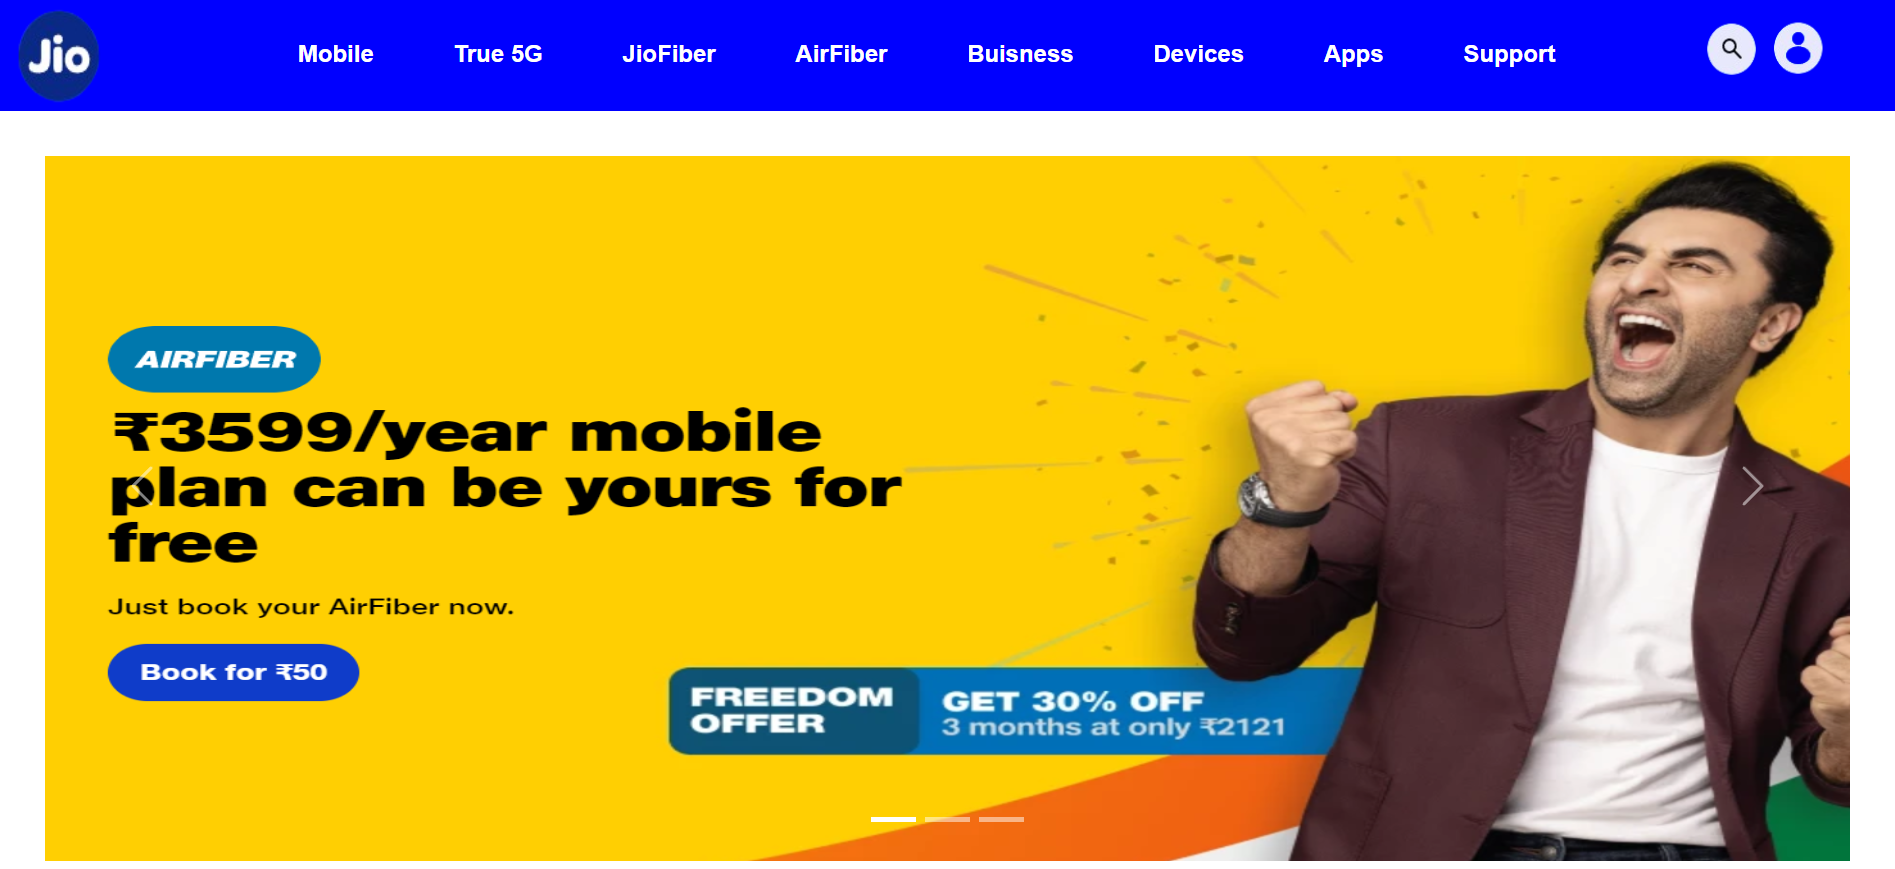 Jio
Mobile True 5G JioFiber AirFiber Buisness Devices Apps Support
AIRFIBER
₹3599/year mobile
plan can be yours for
free
Just book your AirFiber now.
Book for ₹50
FREEDOM
OFFER
GET 30% OFF
3 months at only ₹2121